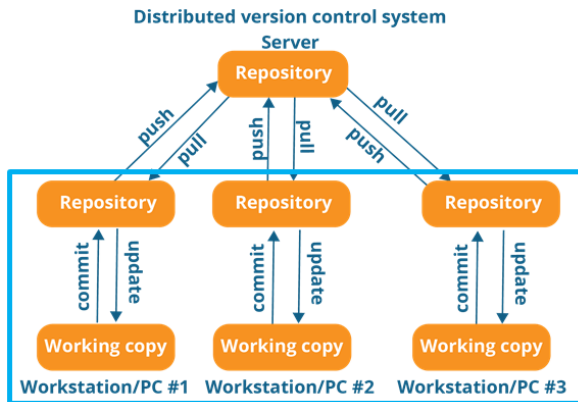 Distributed version control system
Server
Repository
push
pull
push
pull
push
pull
Repository
Repository
Repository
commit
update
commit
update
commit
update
Working copy
Working copy
Working copy
Workstation/PC #1
Workstation/PC #2
Workstation/PC #3